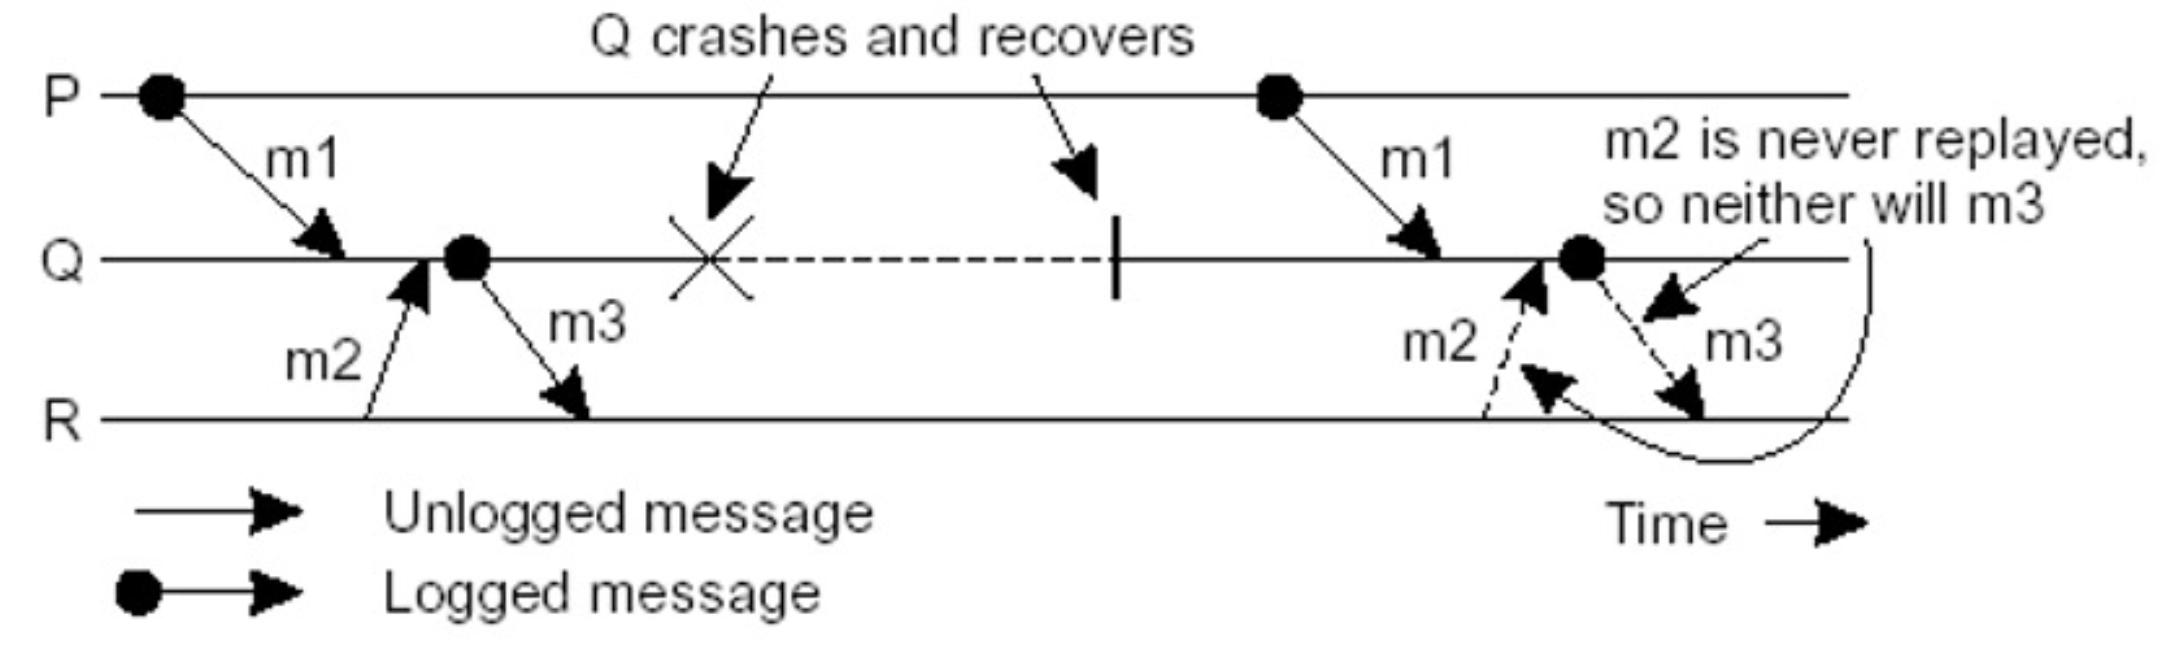 Q crashes and recovers
P
m1
m1
m2 is never replayed,
so neither will m3
Q
m2
m3
m2
m3
R
Unlogged message
Time
Logged message